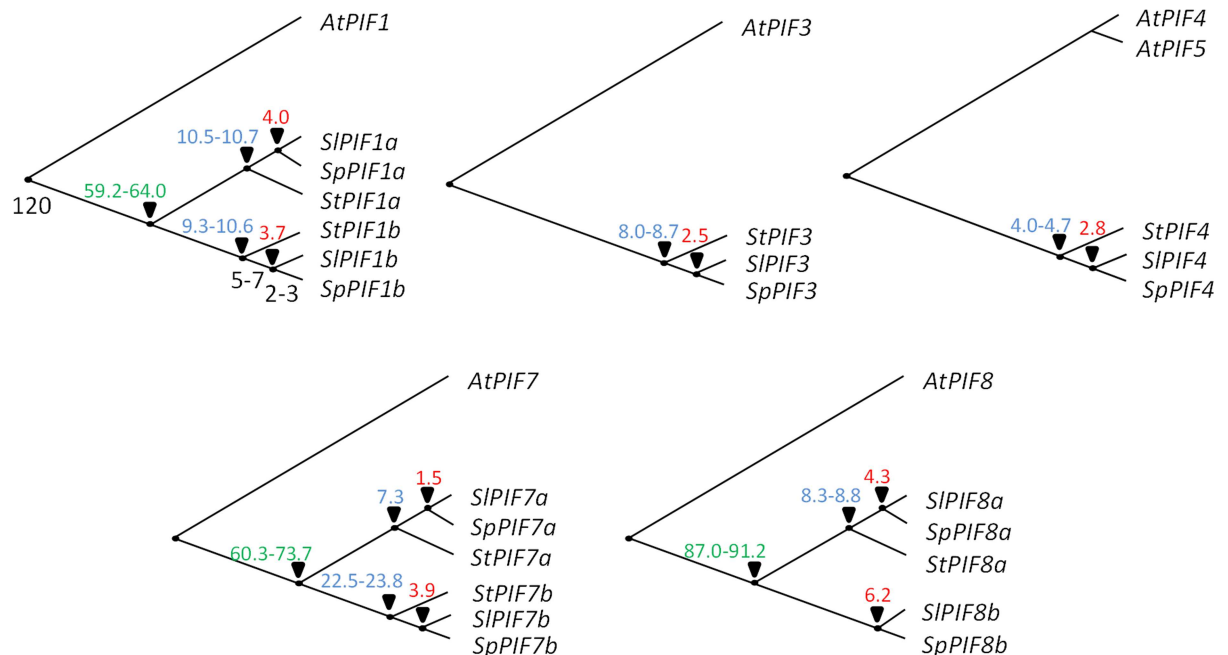 AtPIF1
4.0
10.5-10.7
SlPIF1a
SpPIF1a
59.2-64.0
StPIF1a
120
9.3-10.6
3.7
StPIF1b
SlPIF1b
5-7
2-3
SpPIF1b
AtPIF3
8.0-8.7
2.5
StPIF3
SlPIF3
SpPIF3
AtPIF4
AtPIF5
4.0-4.7
2.8
StPIF4
SlPIF4
SpPIF4
AtPIF7
1.5
7.3
SlPIF7a
SpPIF7a
60.3-73.7
StPIF7a
22.5-23.8
3.9
StPIF7b
SlPIF7b
SpPIF7b
AtPIF8
4.3
8.3-8.8
SlPIF8a
SpPIF8a
87.0-91.2
StPIF8a
6.2
SlPIF8b
SpPIF8b